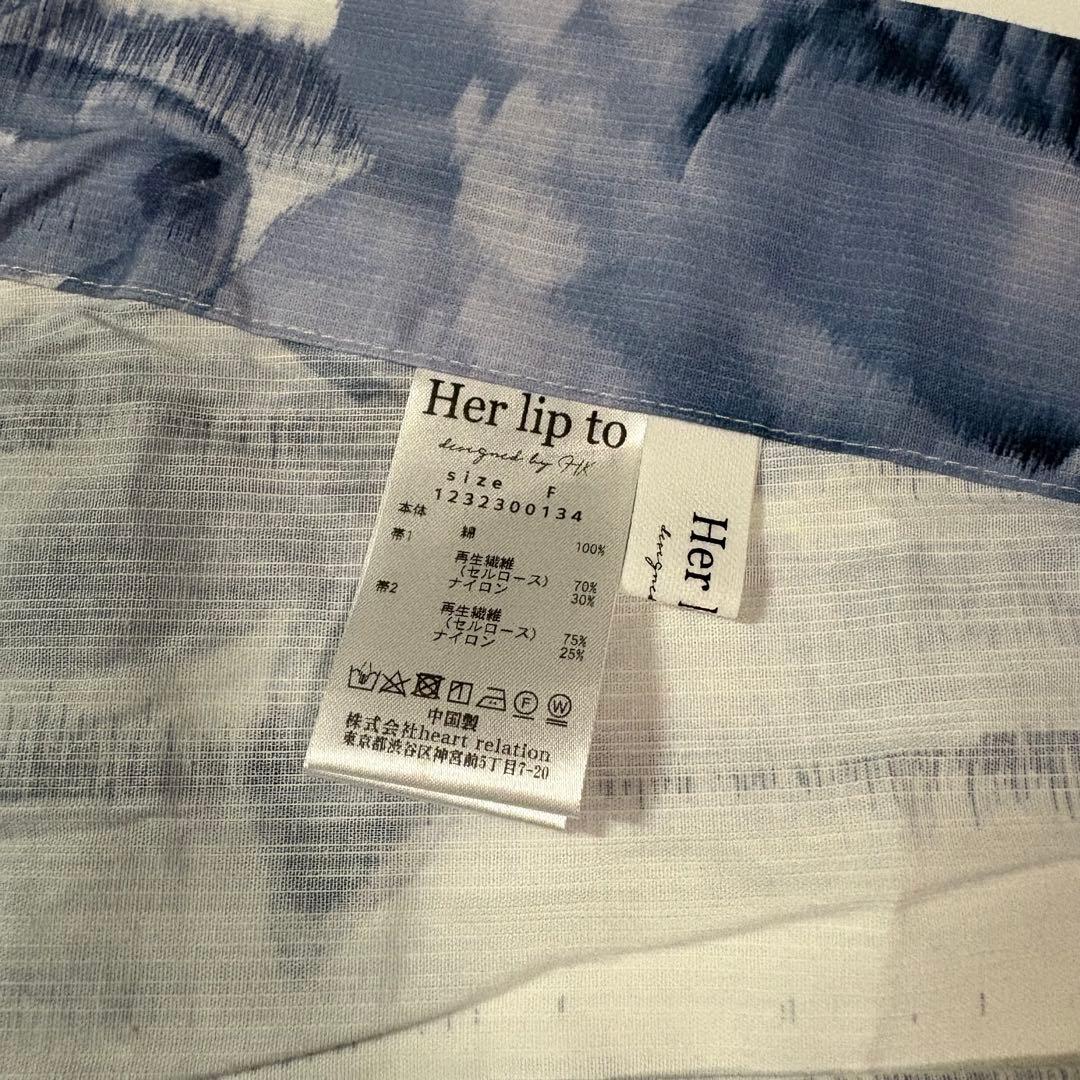 Her lip to
designed by HK
size F
1232300134
本体
綿 100%
帯1
再生繊維
(セルロース) 70%
ナイロン 30%
帯2
再生繊維
(セルロース) 75%
ナイロン 25%
F W
中国製
株式会社heart relation
東京都渋谷区神宮前5丁目7-20
Her l
designed